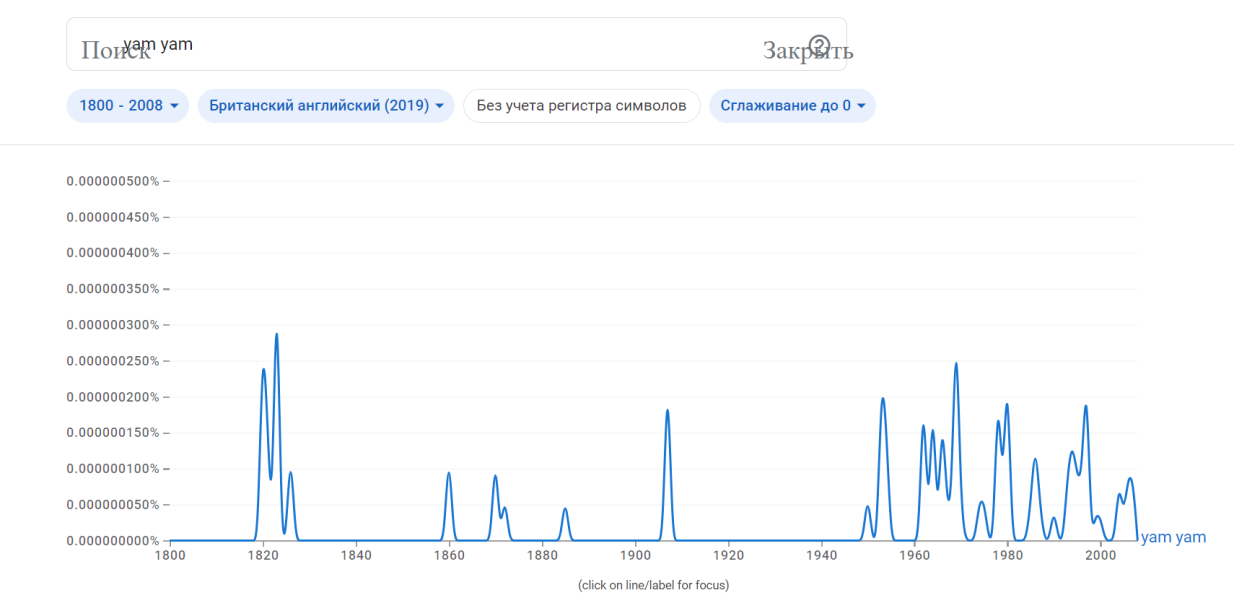 yam yam
Поиск Закрыть
1800 - 2008 Британский английский (2019) Без учета регистра символов Сглаживание до 0
0.000000500%
0.000000450%
0.000000400%
0.000000350%
0.000000300%
0.000000250%
0.000000200%
0.000000150%
0.000000100%
0.000000050%
0.000000000%
yam yam
1800 1820 1840 1860 1880 1900 1920 1940 1960 1980 2000
(click on line/label for focus)